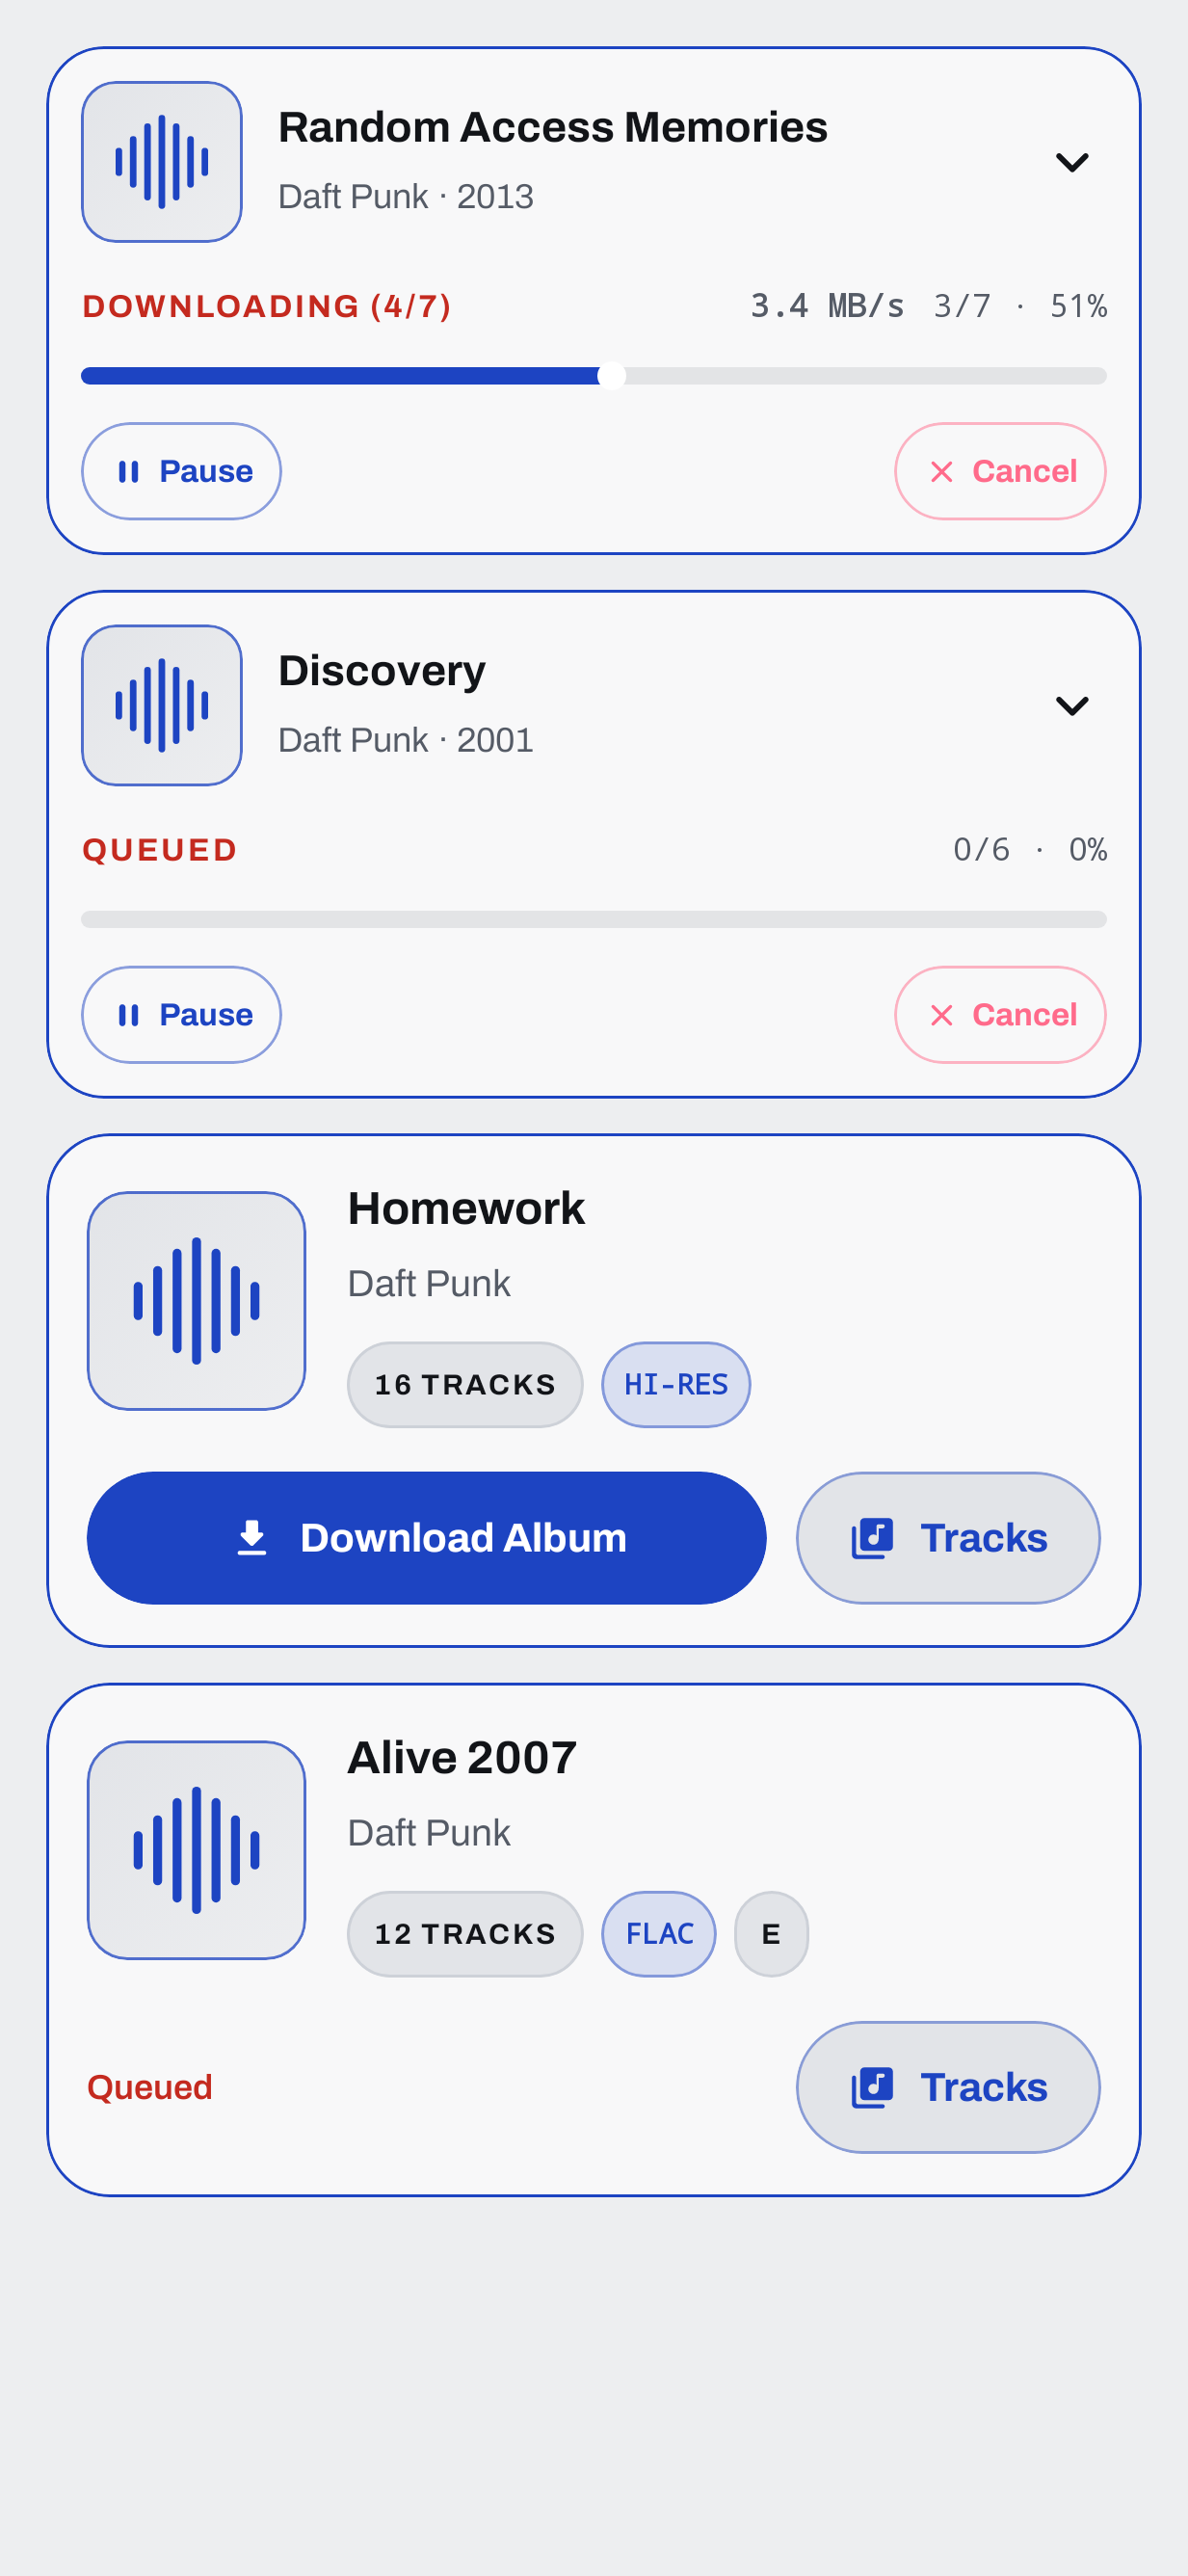 Random Access Memories
Daft Punk · 2013
DOWNLOADING (4/7) 3.4 MB/s 3/7 · 51%
Pause Cancel
Discovery
Daft Punk · 2001
QUEUED 0/6 · 0%
Pause Cancel
Homework
Daft Punk
16 TRACKS HI-RES
Download Album Tracks
Alive 2007
Daft Punk
12 TRACKS FLAC E
Queued Tracks